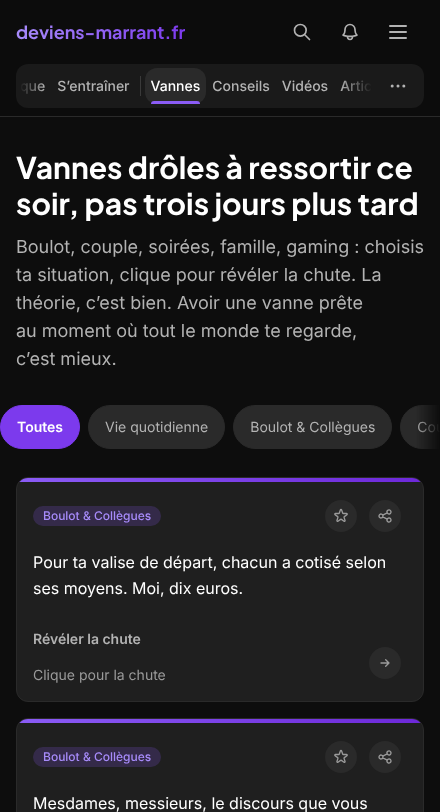 deviens-marrant.fr
que S’entraîner Vannes Conseils Vidéos Artic
Vannes drôles à ressortir ce
soir, pas trois jours plus tard
Boulot, couple, soirées, famille, gaming : choisis
ta situation, clique pour révéler la chute. La
théorie, c’est bien. Avoir une vanne prête
au moment où tout le monde te regarde,
c’est mieux.
Toutes Vie quotidienne Boulot & Collègues
Boulot & Collègues
Pour ta valise de départ, chacun a cotisé selon
ses moyens. Moi, dix euros.
Révéler la chute
Clique pour la chute
Boulot & Collègues
Mesdames, messieurs, le discours que vous